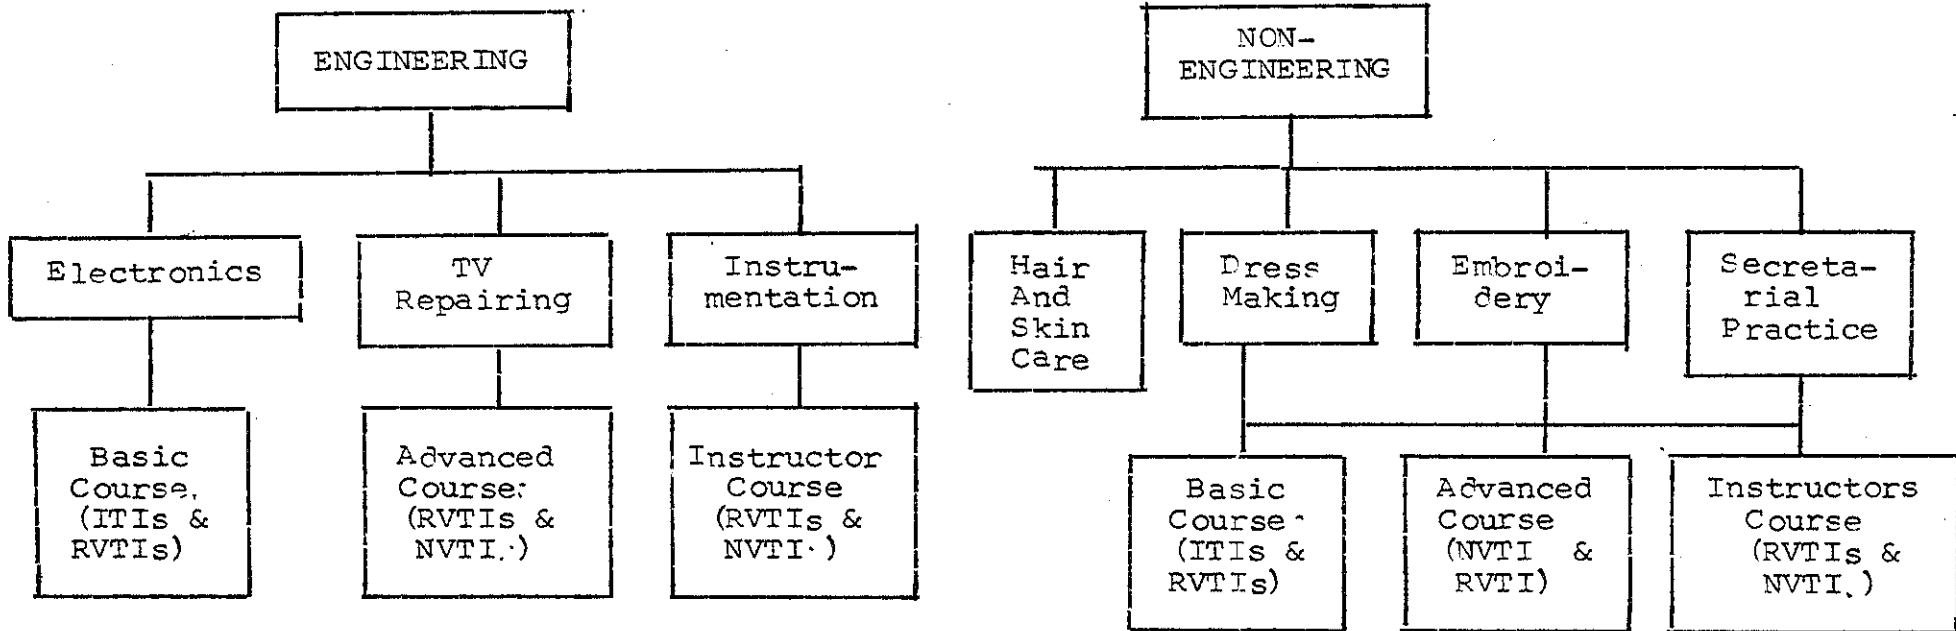 ENGINEERING
NON-
ENGINEERING
Electronics
TV
Repairing
Instru-
mentation
Hair
And
Skin
Care
Dress
Making
Embroi-
dery
Secreta-
rial
Practice
Basic
Course.
(ITIs &
RVTIs)
Advanced
Course
(RVTIs &
NVTI.)
Instructor
Course
(RVTIs &
NVTI.)
Basic
Course
(ITIs &
RVTIs)
Advanced
Course
(NVTI &
RVTI)
Instructors
Course
(RVTIs &
NVTI.)